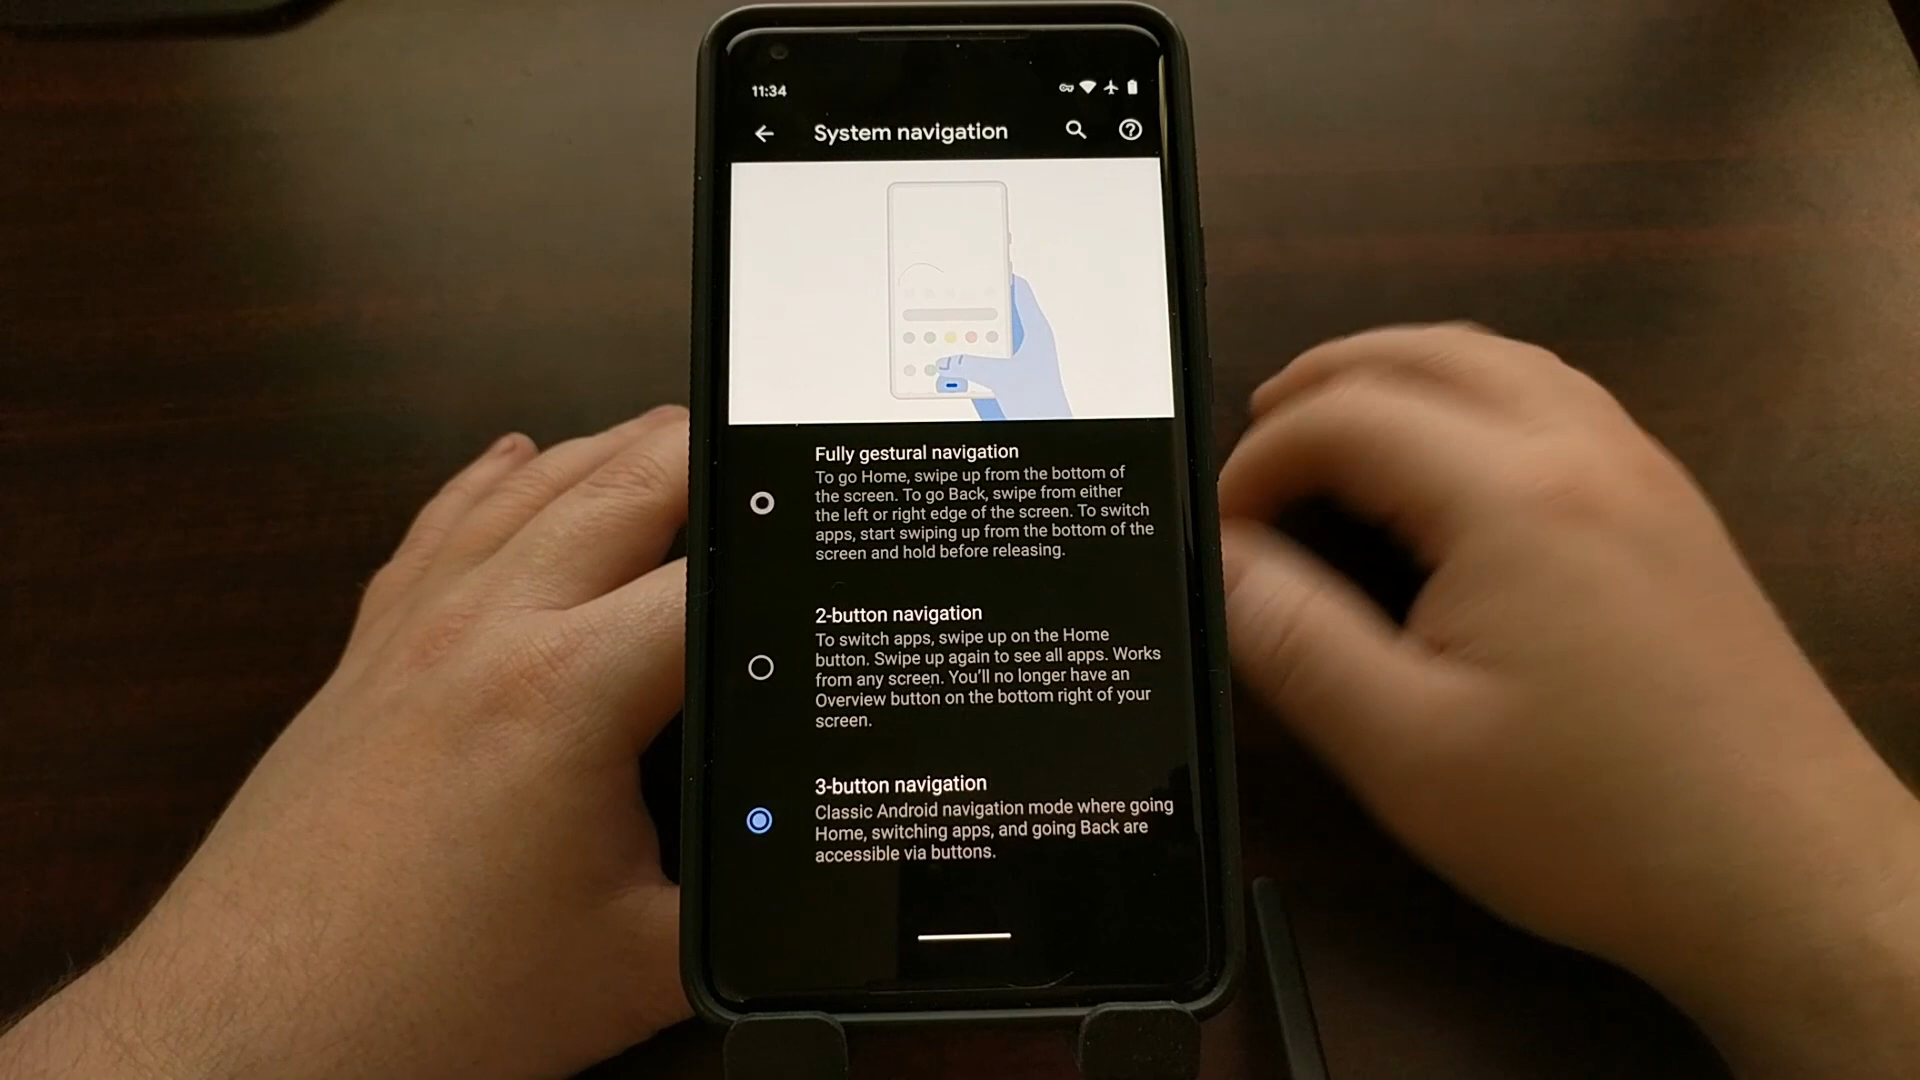 11:34
System navigation
Fully gestural navigation
To go Home, swipe up from the bottom of
the screen. To go Back, swipe from either
the left or right edge of the screen. To switch
apps, start swiping up from the bottom of the
screen and hold before releasing.
2-button navigation
To switch apps, swipe up on the Home
button. Swipe up again to see all apps. Works
from any screen. You'll no longer have an
Overview button on the bottom right of your
screen.
3-button navigation
Classic Android navigation mode where going
Home, switching apps, and going Back are
accessible via buttons.